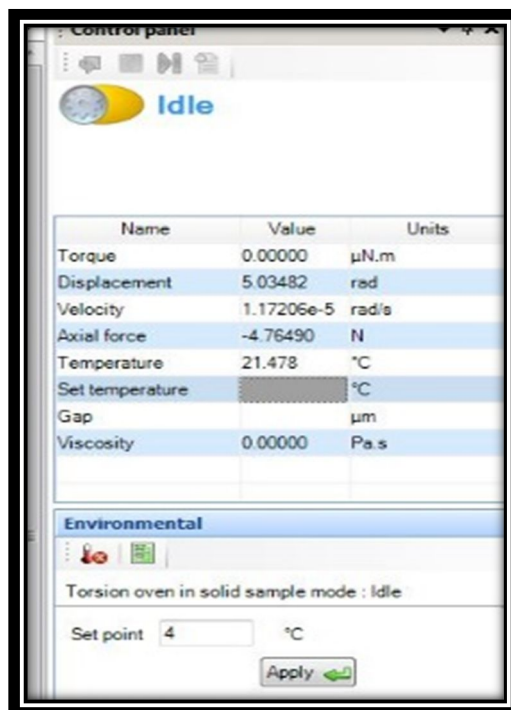 Control panel
Idle
Name Value Units
Torque 0.00000 µN.m
Displacement 5.03482 rad
Velocity 1.17206e-5 rad/s
Axial force -4.76490 N
Temperature 21.478 °C
Set temperature °C
Gap µm
Viscosity 0.00000 Pa.s
Environmental
Torsion oven in solid sample mode : Idle
Set point 4 °C
Apply